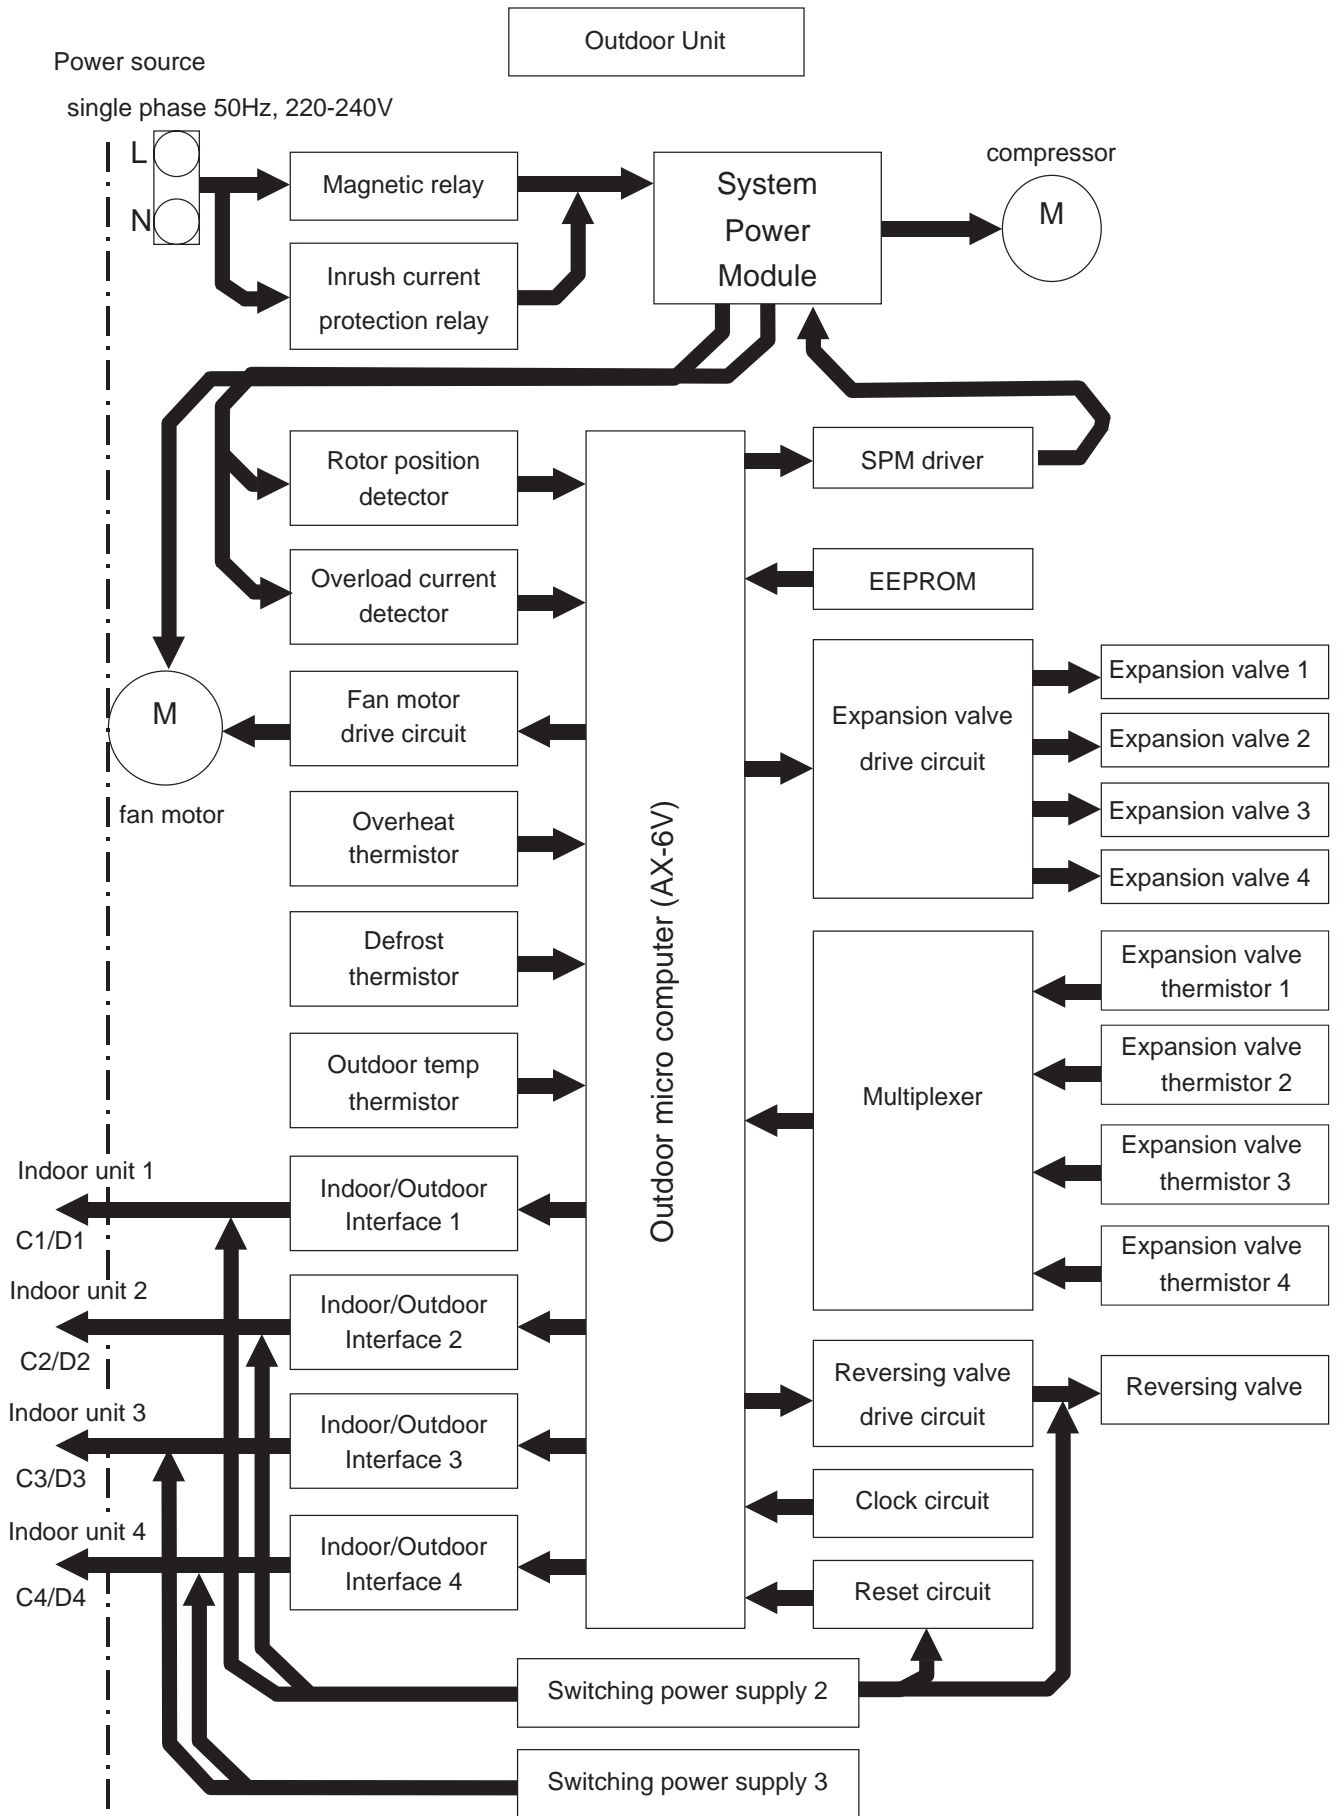 Outdoor Unit
Power source
single phase 50Hz, 220-240V
L
N
Magnetic relay
Inrush current
protection relay
System
Power
Module
compressor
M
Rotor position
detector
Overload current
detector
M
fan motor
Fan motor
drive circuit
Overheat
thermistor
Defrost
thermistor
Outdoor temp
thermistor
Indoor unit 1
C1/D1
Indoor/Outdoor
Interface 1
Indoor unit 2
C2/D2
Indoor/Outdoor
Interface 2
Indoor unit 3
C3/D3
Indoor/Outdoor
Interface 3
Indoor unit 4
C4/D4
Indoor/Outdoor
Interface 4
Outdoor micro computer (AX-6V)
SPM driver
EEPROM
Expansion valve
drive circuit
Expansion valve 1
Expansion valve 2
Expansion valve 3
Expansion valve 4
Multiplexer
Expansion valve
thermistor 1
Expansion valve
thermistor 2
Expansion valve
thermistor 3
Expansion valve
thermistor 4
Reversing valve
drive circuit
Reversing valve
Clock circuit
Reset circuit
Switching power supply 2
Switching power supply 3